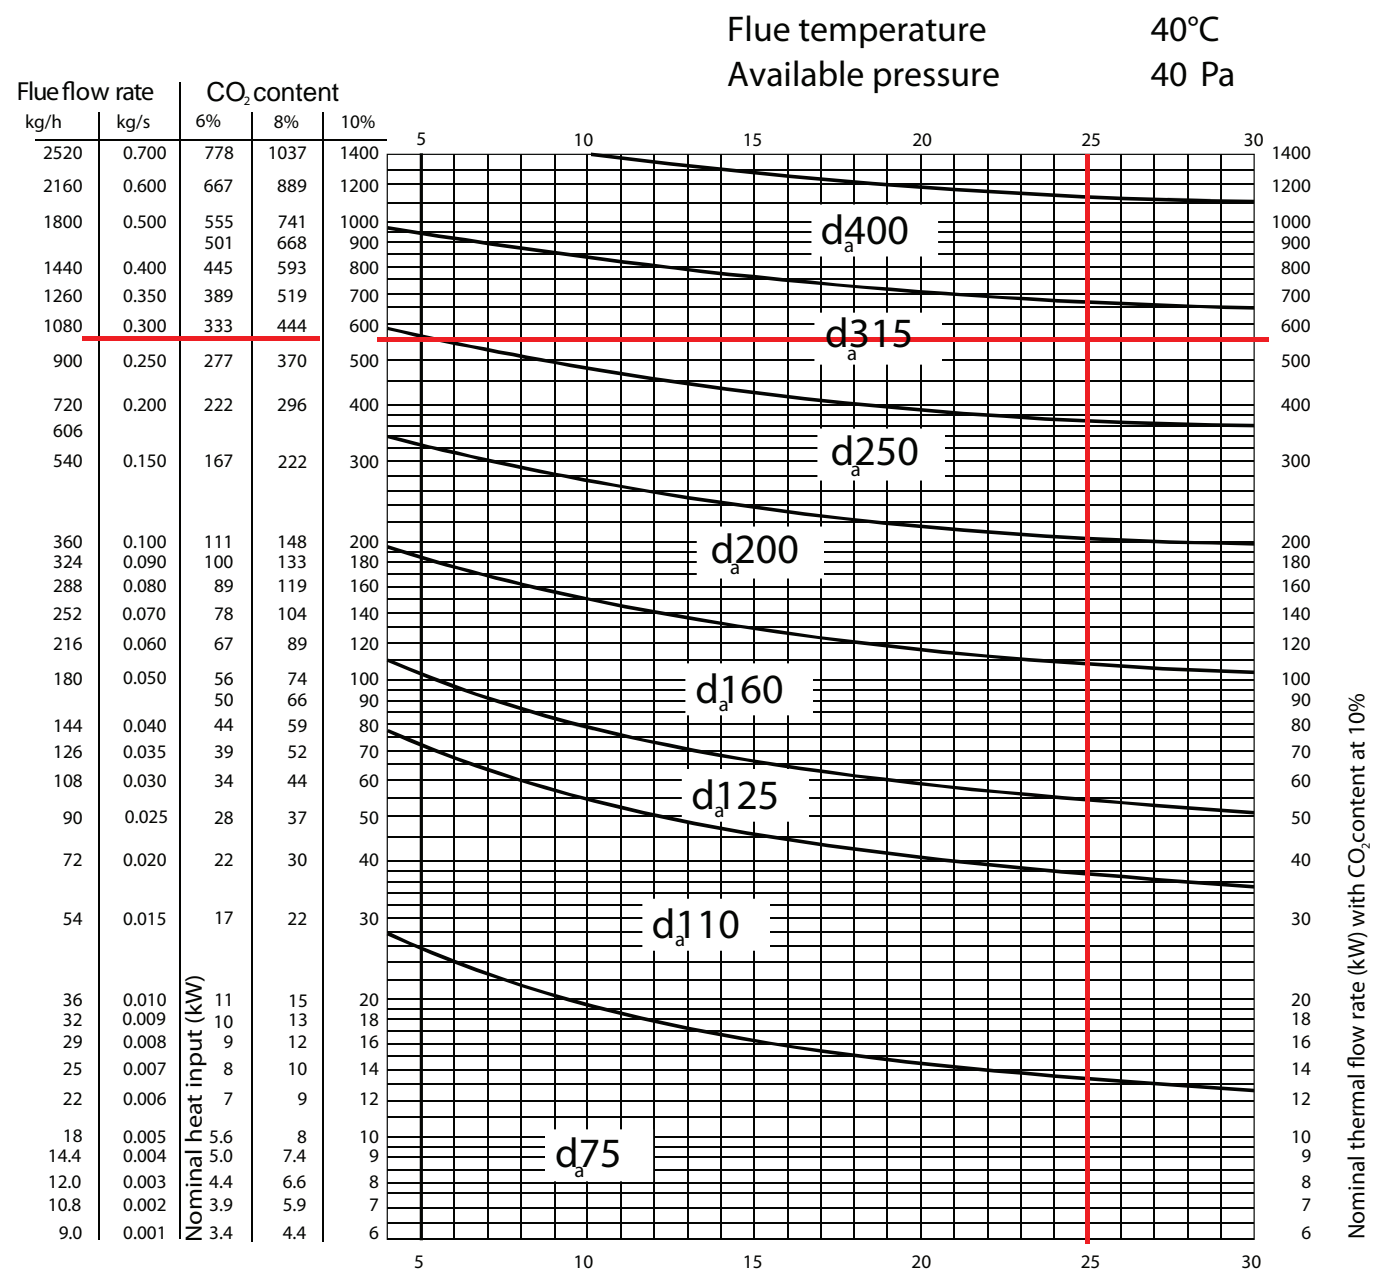 Flue temperature 40°C
Available pressure 40 Pa
Flue flow rate CO₂ content
kg/h kg/s 6% 8% 10% 5 10 15 20 25 30
2520 0.700 778 1037 1400 1400
2160 0.600 667 889 1200 1200
1800 0.500 555 741 1000 1000
501 668 900 900
da400
1440 0.400 445 593 800 800
1260 0.350 389 519 700 700
1080 0.300 333 444 600 600
da315
900 0.250 277 370 500 500
720 0.200 222 296 400 400
606
da250
540 0.150 167 222 300 300
360 0.100 111 148 200 200
da200
324 0.090 100 133 180 180
288 0.080 89 119 160 160
252 0.070 78 104 140 140
216 0.060 67 89 120 120
180 0.050 56 74 100 100
da160
50 66 90 90
144 0.040 44 59 80 80
126 0.035 39 52 70 70
108 0.030 34 44 60 60
da125
90 0.025 28 37 50 50
72 0.020 22 30 40 40
54 0.015 17 22 30 30
da110
36 0.010 11 15 20 20
32 0.009 10 13 18 18
29 0.008 9 12 16 16
25 0.007 8 10 14 14
22 0.006 7 9 12 12
18 0.005 5.6 8 10 10
14.4 0.004 5.0 7.4 9 9
da75
12.0 0.003 4.4 6.6 8 8
10.8 0.002 3.9 5.9 7 7
9.0 0.001 3.4 4.4 6 6
5 10 15 20 25 30
Nominal heat input (kW)
Nominal thermal flow rate (kW) with CO₂content at 10%